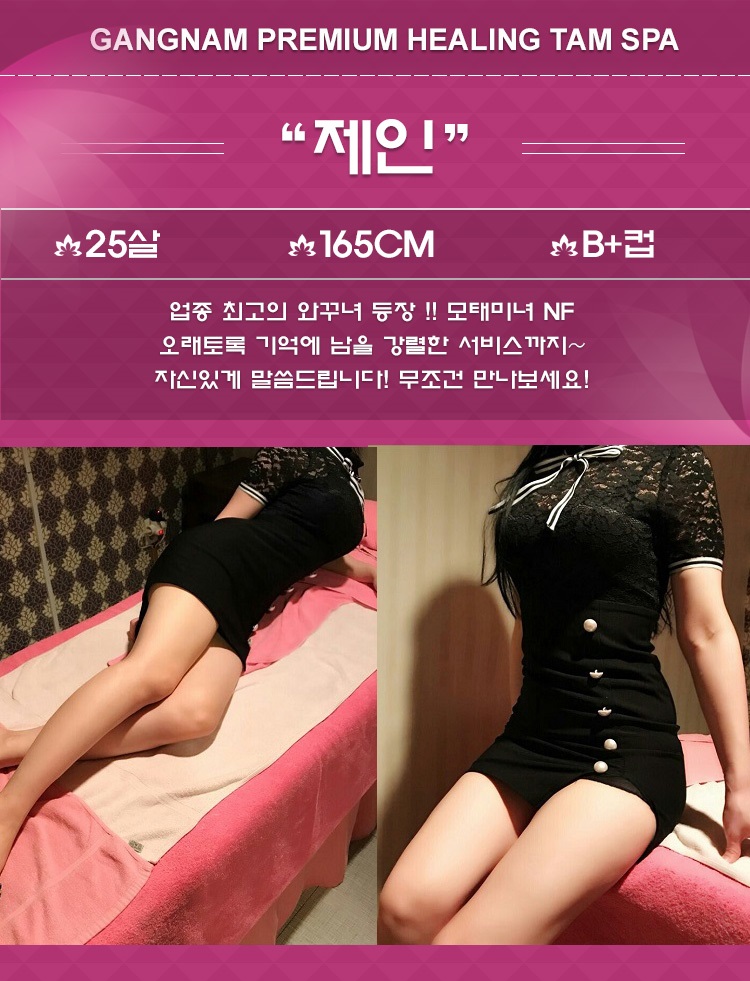 GANGNAM PREMIUM HEALING TAM SPA
“제인”
25살 165CM B+컵
업종 최고의 와꾸녀 등장 !! 모태미녀 NF
오래토록 기억에 남을 강렬한 서비스까지~
자신있게 말씀드립니다! 무조건 만나보세요!